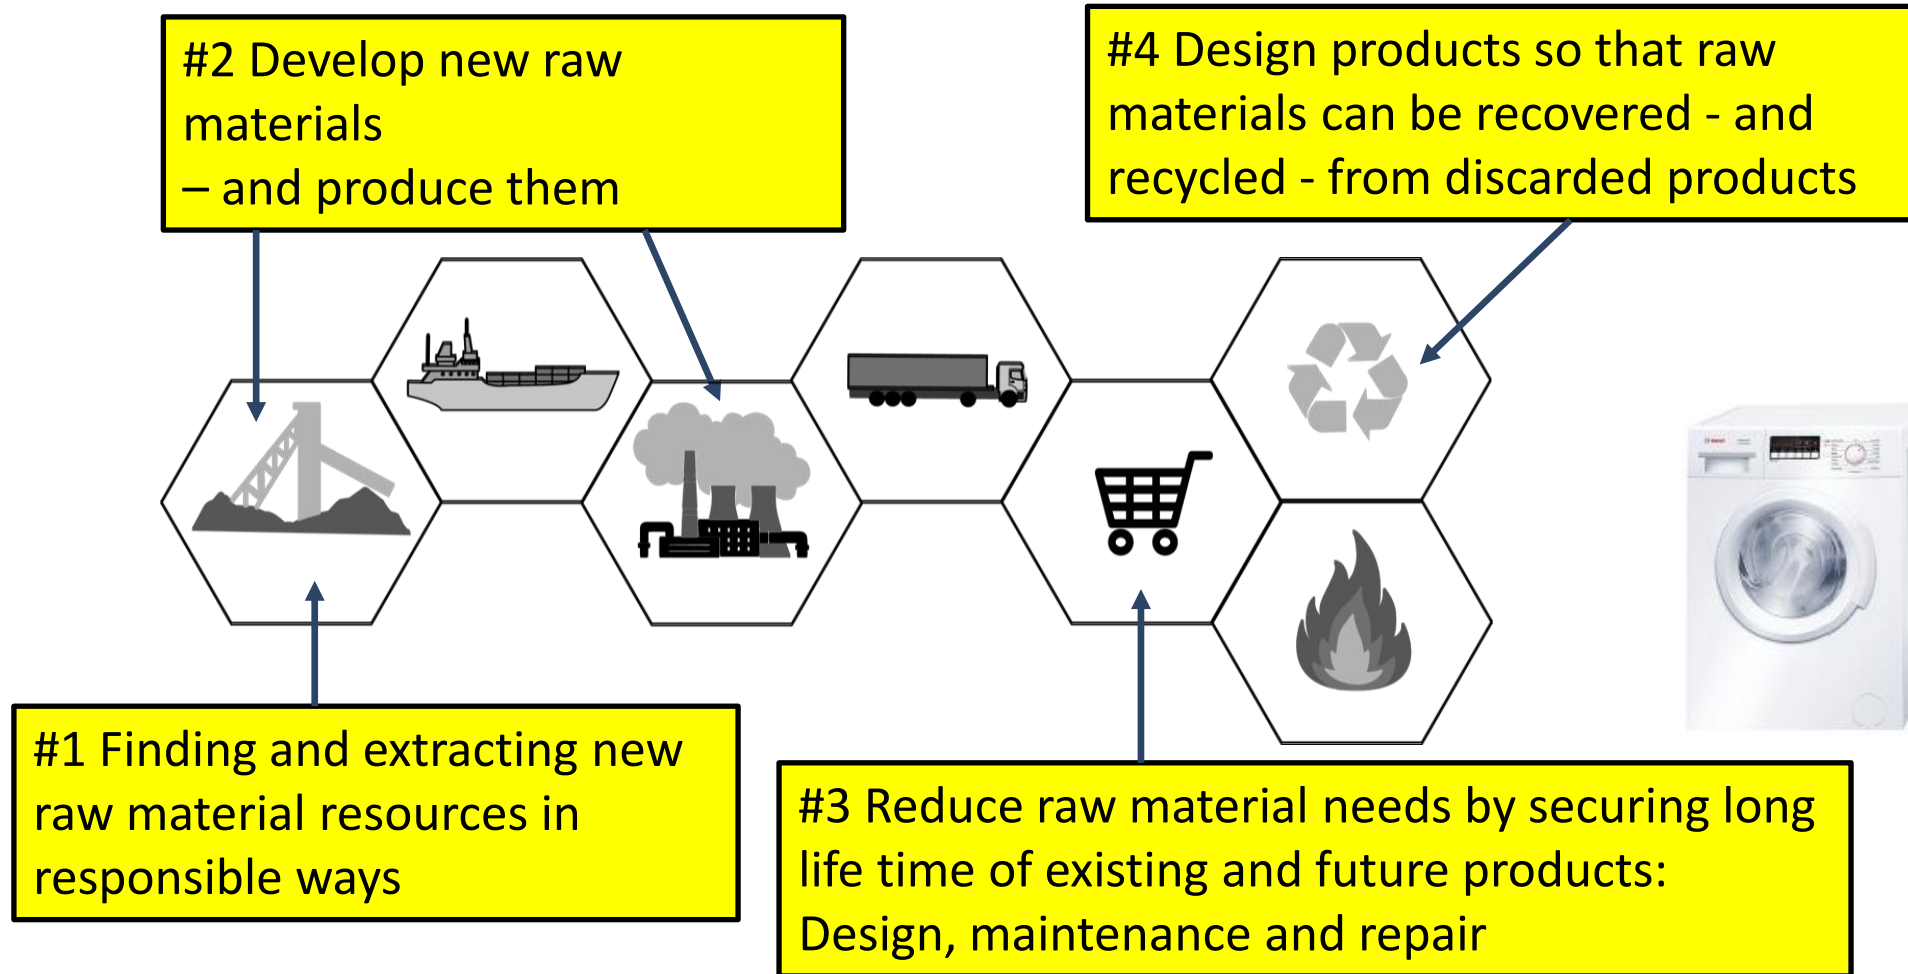 #2 Develop new raw
materials
– and produce them
#4 Design products so that raw
materials can be recovered - and
recycled - from discarded products
#1 Finding and extracting new
raw material resources in
responsible ways
#3 Reduce raw material needs by securing long
life time of existing and future products:
Design, maintenance and repair